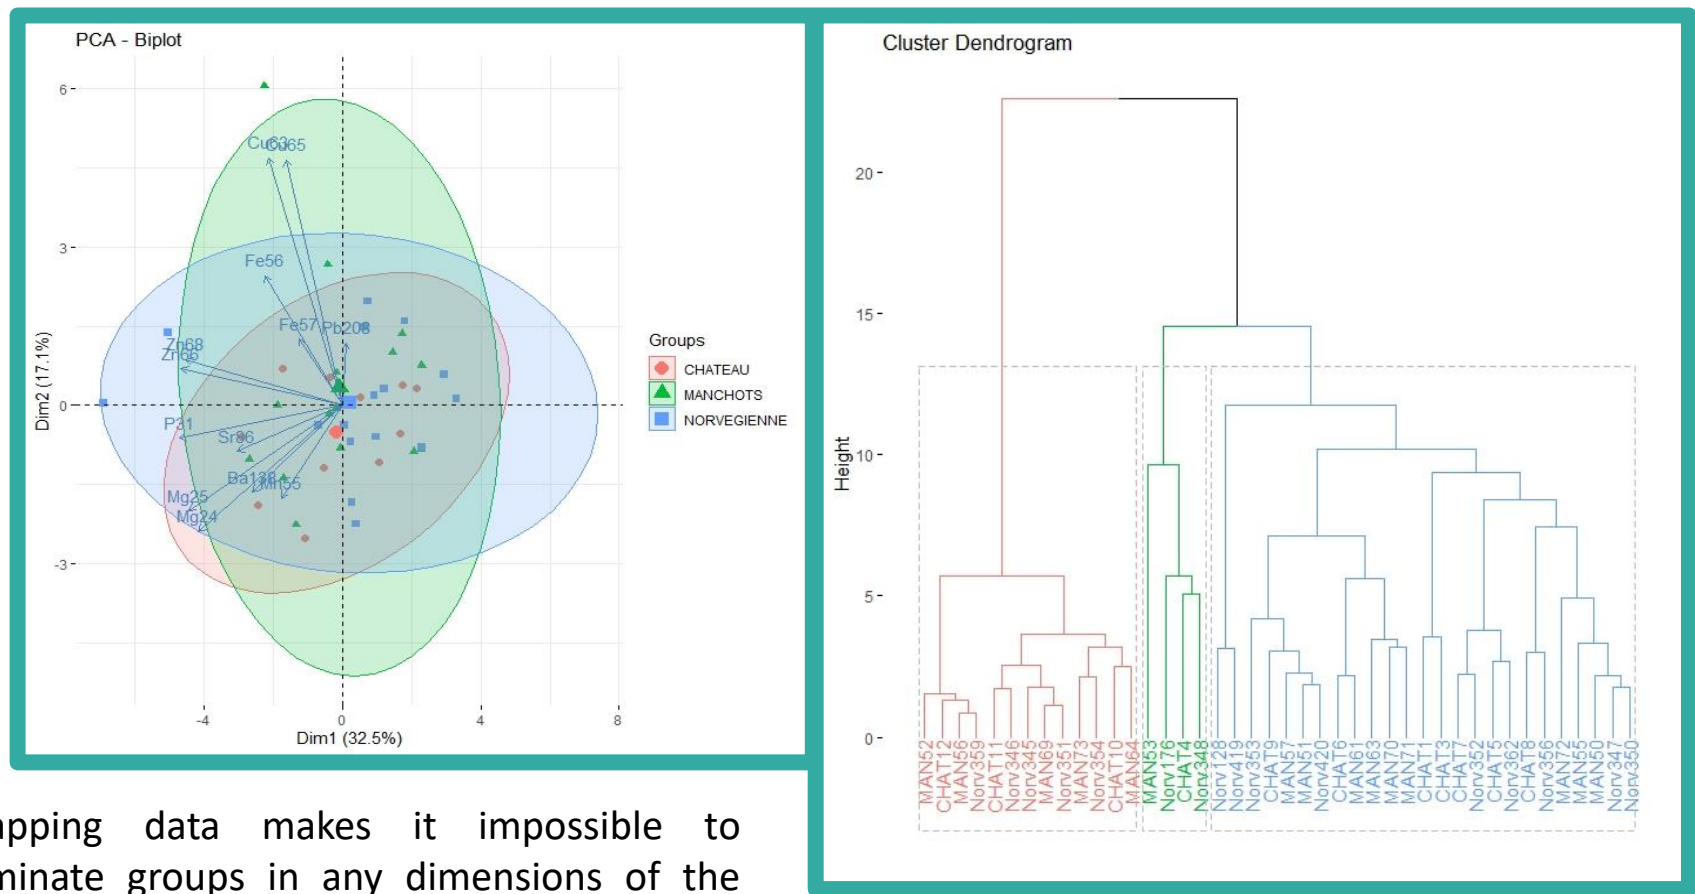 PCA - Biplot
6
3
0
-3
Dim2 (17.1%)
Cu63
Cu65
Fe56
Fe57
Pb208
Zn68
Zn66
P31
Sr86
Ba138
Mn55
Mg25
Mg24
-4
0
4
8
Dim1 (32.5%)
Groups
CHATEAU
MANCHOTS
NORVEGIENNE
Cluster Dendrogram
20
15
10
5
0
Height
MAN52
CHAT12
MAN56
Norv359
CHAT11
Norv346
Norv345
MAN69
Norv351
MAN73
Norv354
CHAT10
MAN64
MAN53
Norv176
CHAT4
Norv348
Norv128
Norv419
Norv353
CHAT9
MAN57
MAN51
Norv420
CHAT6
MAN61
MAN63
MAN70
MAN71
CHAT1
CHAT3
CHAT7
Norv352
CHAT5
Norv362
CHAT8
Norv356
MAN72
MAN55
MAN50
Norv347
Norv350
apping data makes it impossible to
minate groups in any dimensions of the